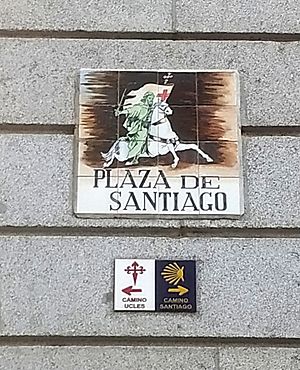 PLAZA DE
SANTIAGO
CAMINO
UCLES
CAMINO
SANTIAGO